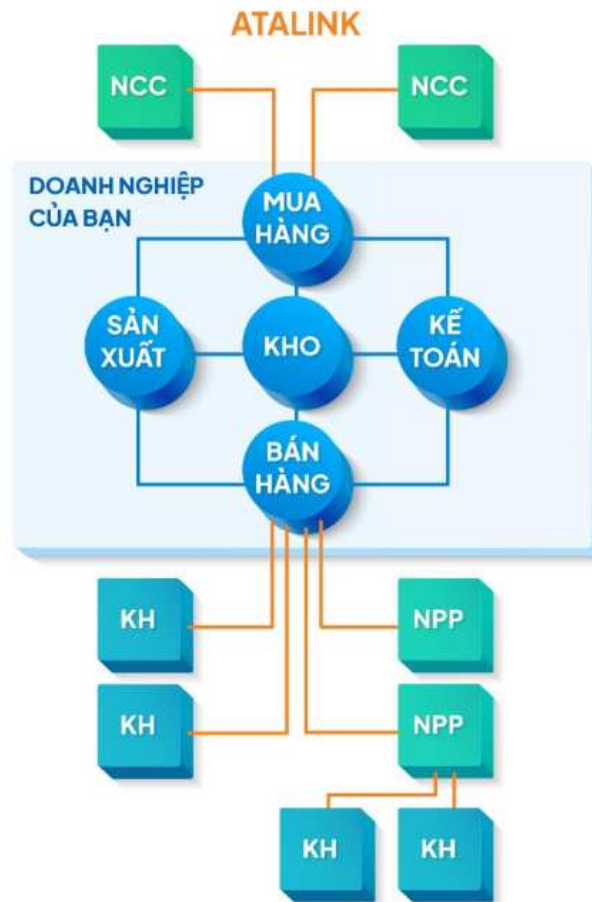 ATALINK
NCC
NCC
DOANH NGHIỆP
CỦA BẠN
MUA
HÀNG
SẢN
XUẤT
KHO
KẾ
TOÁN
BÁN
HÀNG
KH
NPP
KH
NPP
KH
KH